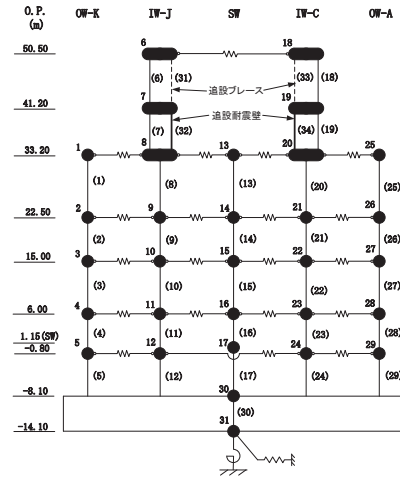 O.P.
(m)
OW-K IW-J SW IW-C OW-A
50.50 6 18
(6) (31) (33) (18)
追設ブレース
41.20 7 19
追設耐震壁
(7) (32) (34) (19)
33.20 1 8 13 20 25
(1) (8) (13) (20) (25)
22.50 2 9 14 21 26
(2) (9) (14) (21) (26)
15.00 3 10 15 22 27
(3) (10) (15) (22) (27)
6.00 4 11 16 23 28
(4) (11) (16) (23) (28)
1.15(SW) 17
-0.80 5 12 24 29
(5) (12) (17) (24) (29)
-8.10 30
(30)
-14.10 31